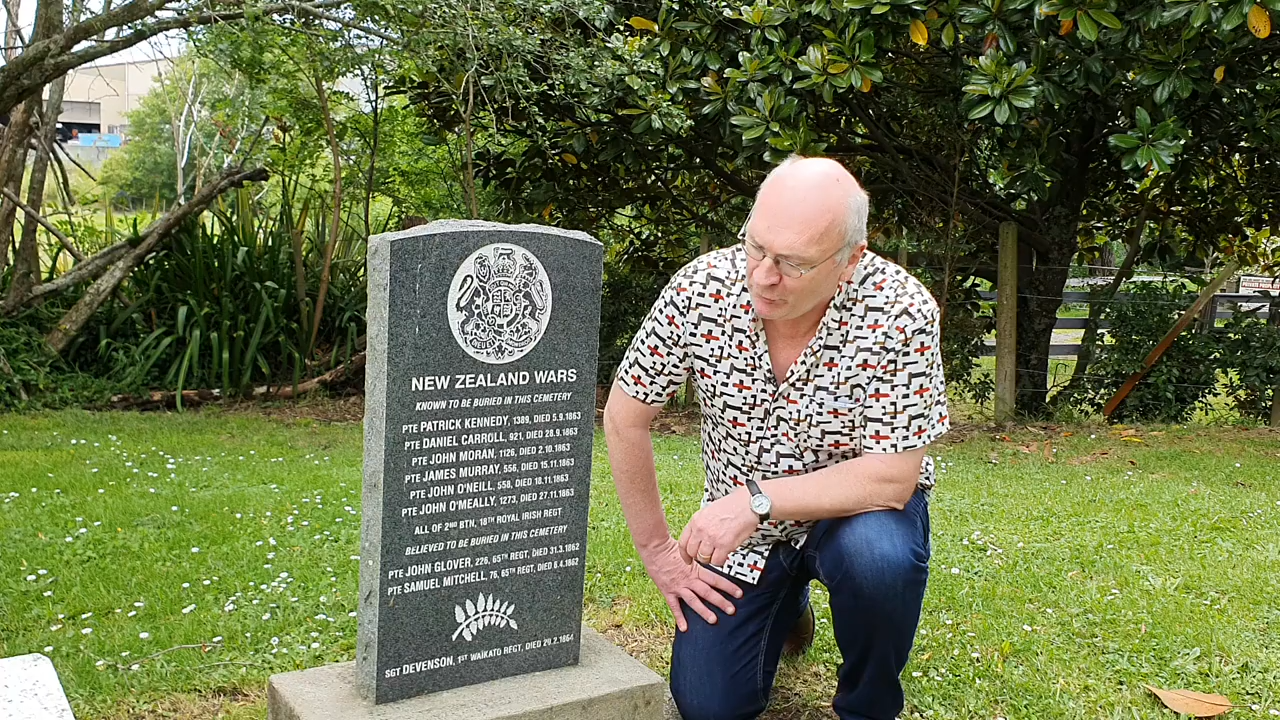 NEW ZEALAND WARS
KNOWN TO BE BURIED IN THIS CEMETERY
PTE PATRICK KENNEDY, 1389, DIED 5.9.1863
PTE DANIEL CARROLL, 921, DIED 28.9.1863
PTE JOHN MORAN, 1126, DIED 2.10.1863
PTE JAMES MURRAY, 556, DIED 15.11.1863
PTE JOHN O'NEILL, 558, DIED 18.11.1863
PTE JOHN O'MEALLY, 1273, DIED 27.11.1863
ALL OF 2ND BTN, 18TH ROYAL IRISH REGT
BELIEVED TO BE BURIED IN THIS CEMETERY
PTE JOHN GLOVER, 226, 65TH REGT, DIED 31.3.1862
PTE SAMUEL MITCHELL, 76, 65TH REGT, DIED 6.4.1862
SGT DEVENSON, 1ST WAIKATO REGT, DIED 29.2.1864
PRIVATE PROPERTY